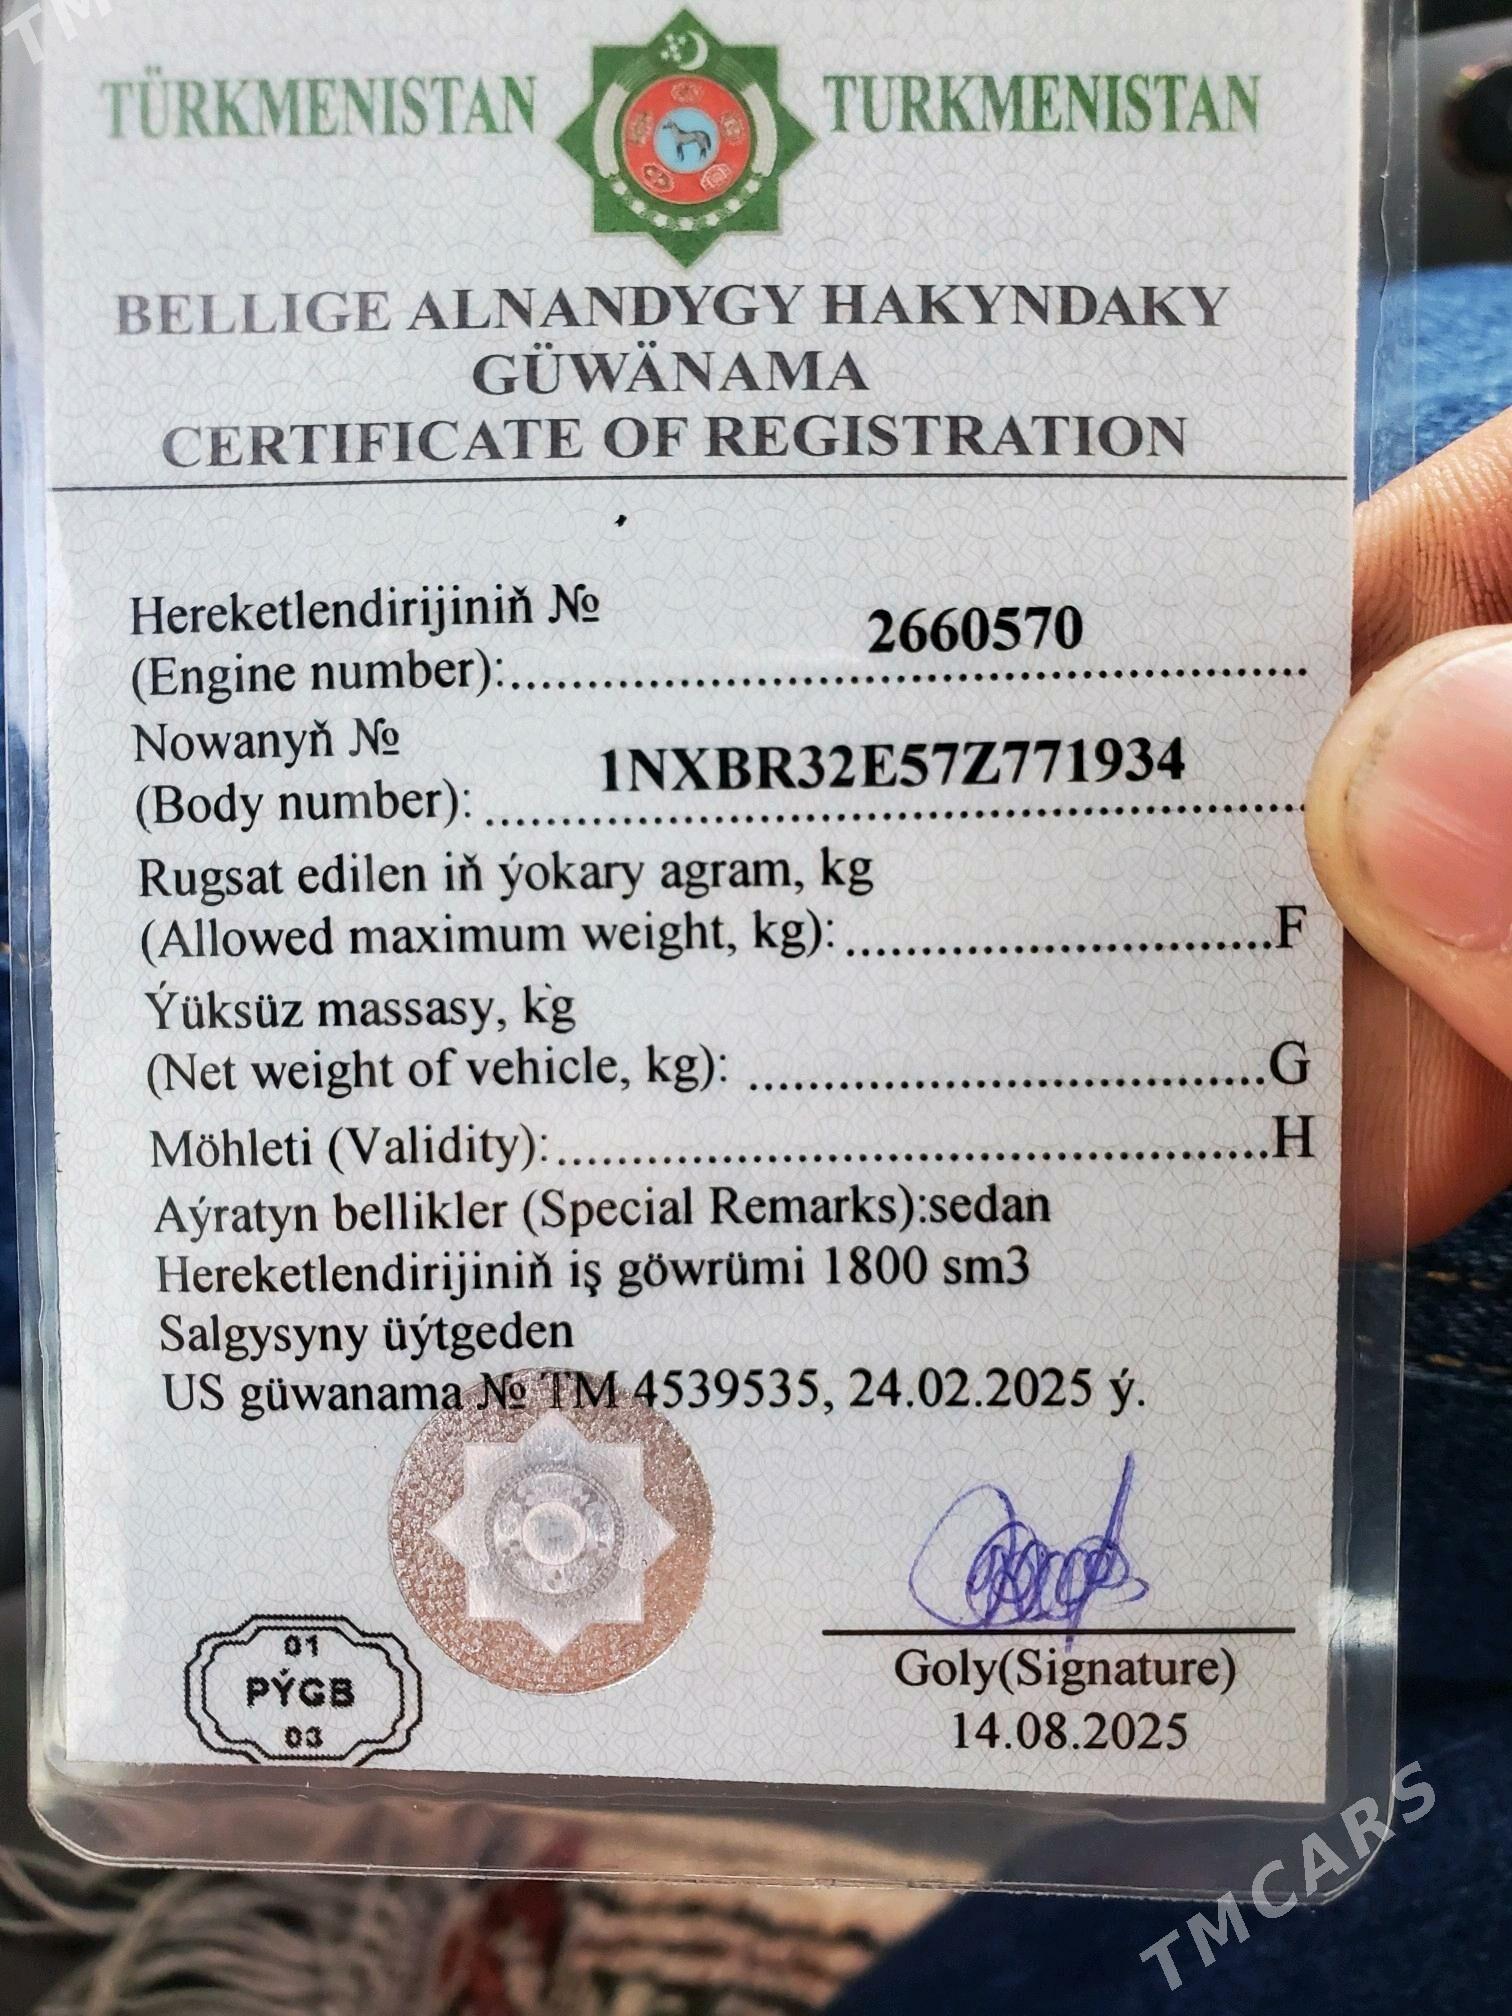 TÜRKMENISTAN TURKMENISTAN
BELLIGE ALNANDYGY HAKYNDAKY
GÜWÄNAMA
CERTIFICATE OF REGISTRATION
Hereketlendirijiniň №
(Engine number):..........2660570
Nowanyň №
(Body number):..........1NXBR32E57Z771934
Rugsat edilen iň ýokary agram, kg
(Allowed maximum weight, kg):..........F
Ýüksüz massasy, kg
(Net weight of vehicle, kg):..........G
Möhleti (Validity):..........H
Aýratyn bellikler (Special Remarks):sedan
Hereketlendirijiniň iş göwrümi 1800 sm3
Salgysyny üýtgeden
US güwanama № TM 4539535, 24.02.2025 ý.
01
PÝGB
03
Goly(Signature)
14.08.2025
TMCARS